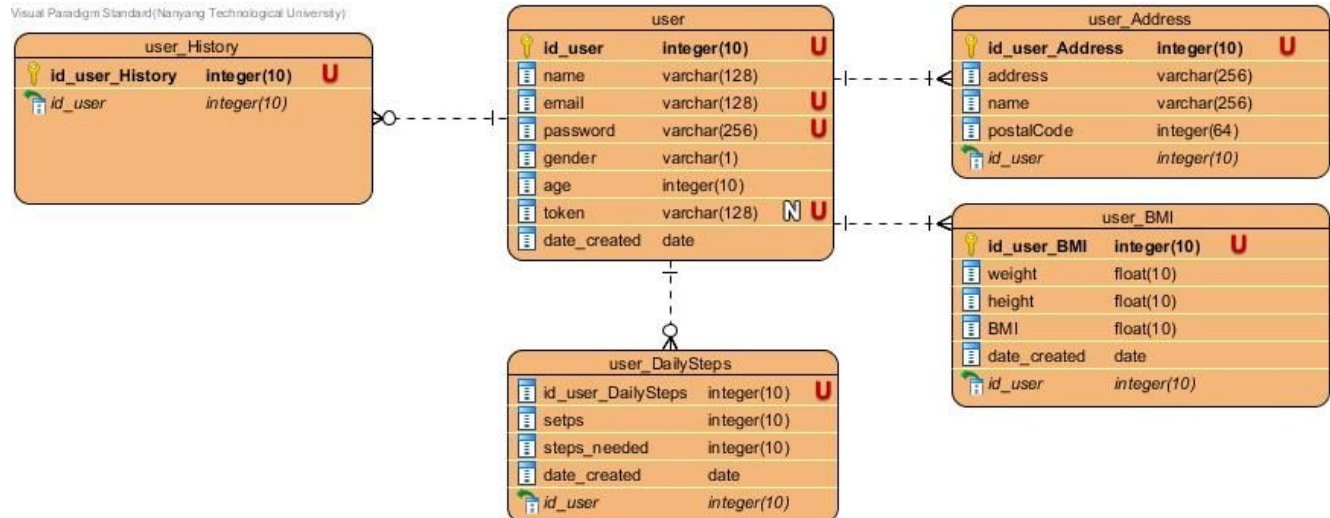 Visual Paradigm Standard(Nanyang Technological University)
user_History
id_user_History integer(10) U
id_user integer(10)
user
id_user integer(10) U
name varchar(128)
email varchar(128) U
password varchar(256) U
gender varchar(1)
age integer(10)
token varchar(128) N U
date_created date
user_Address
id_user_Address integer(10) U
address varchar(256)
name varchar(256)
postalCode integer(64)
id_user integer(10)
user_BMI
id_user_BMI integer(10) U
weight float(10)
height float(10)
BMI float(10)
date_created date
id_user integer(10)
user_DailySteps
id_user_DailySteps integer(10) U
setps integer(10)
steps_needed integer(10)
date_created date
id_user integer(10)